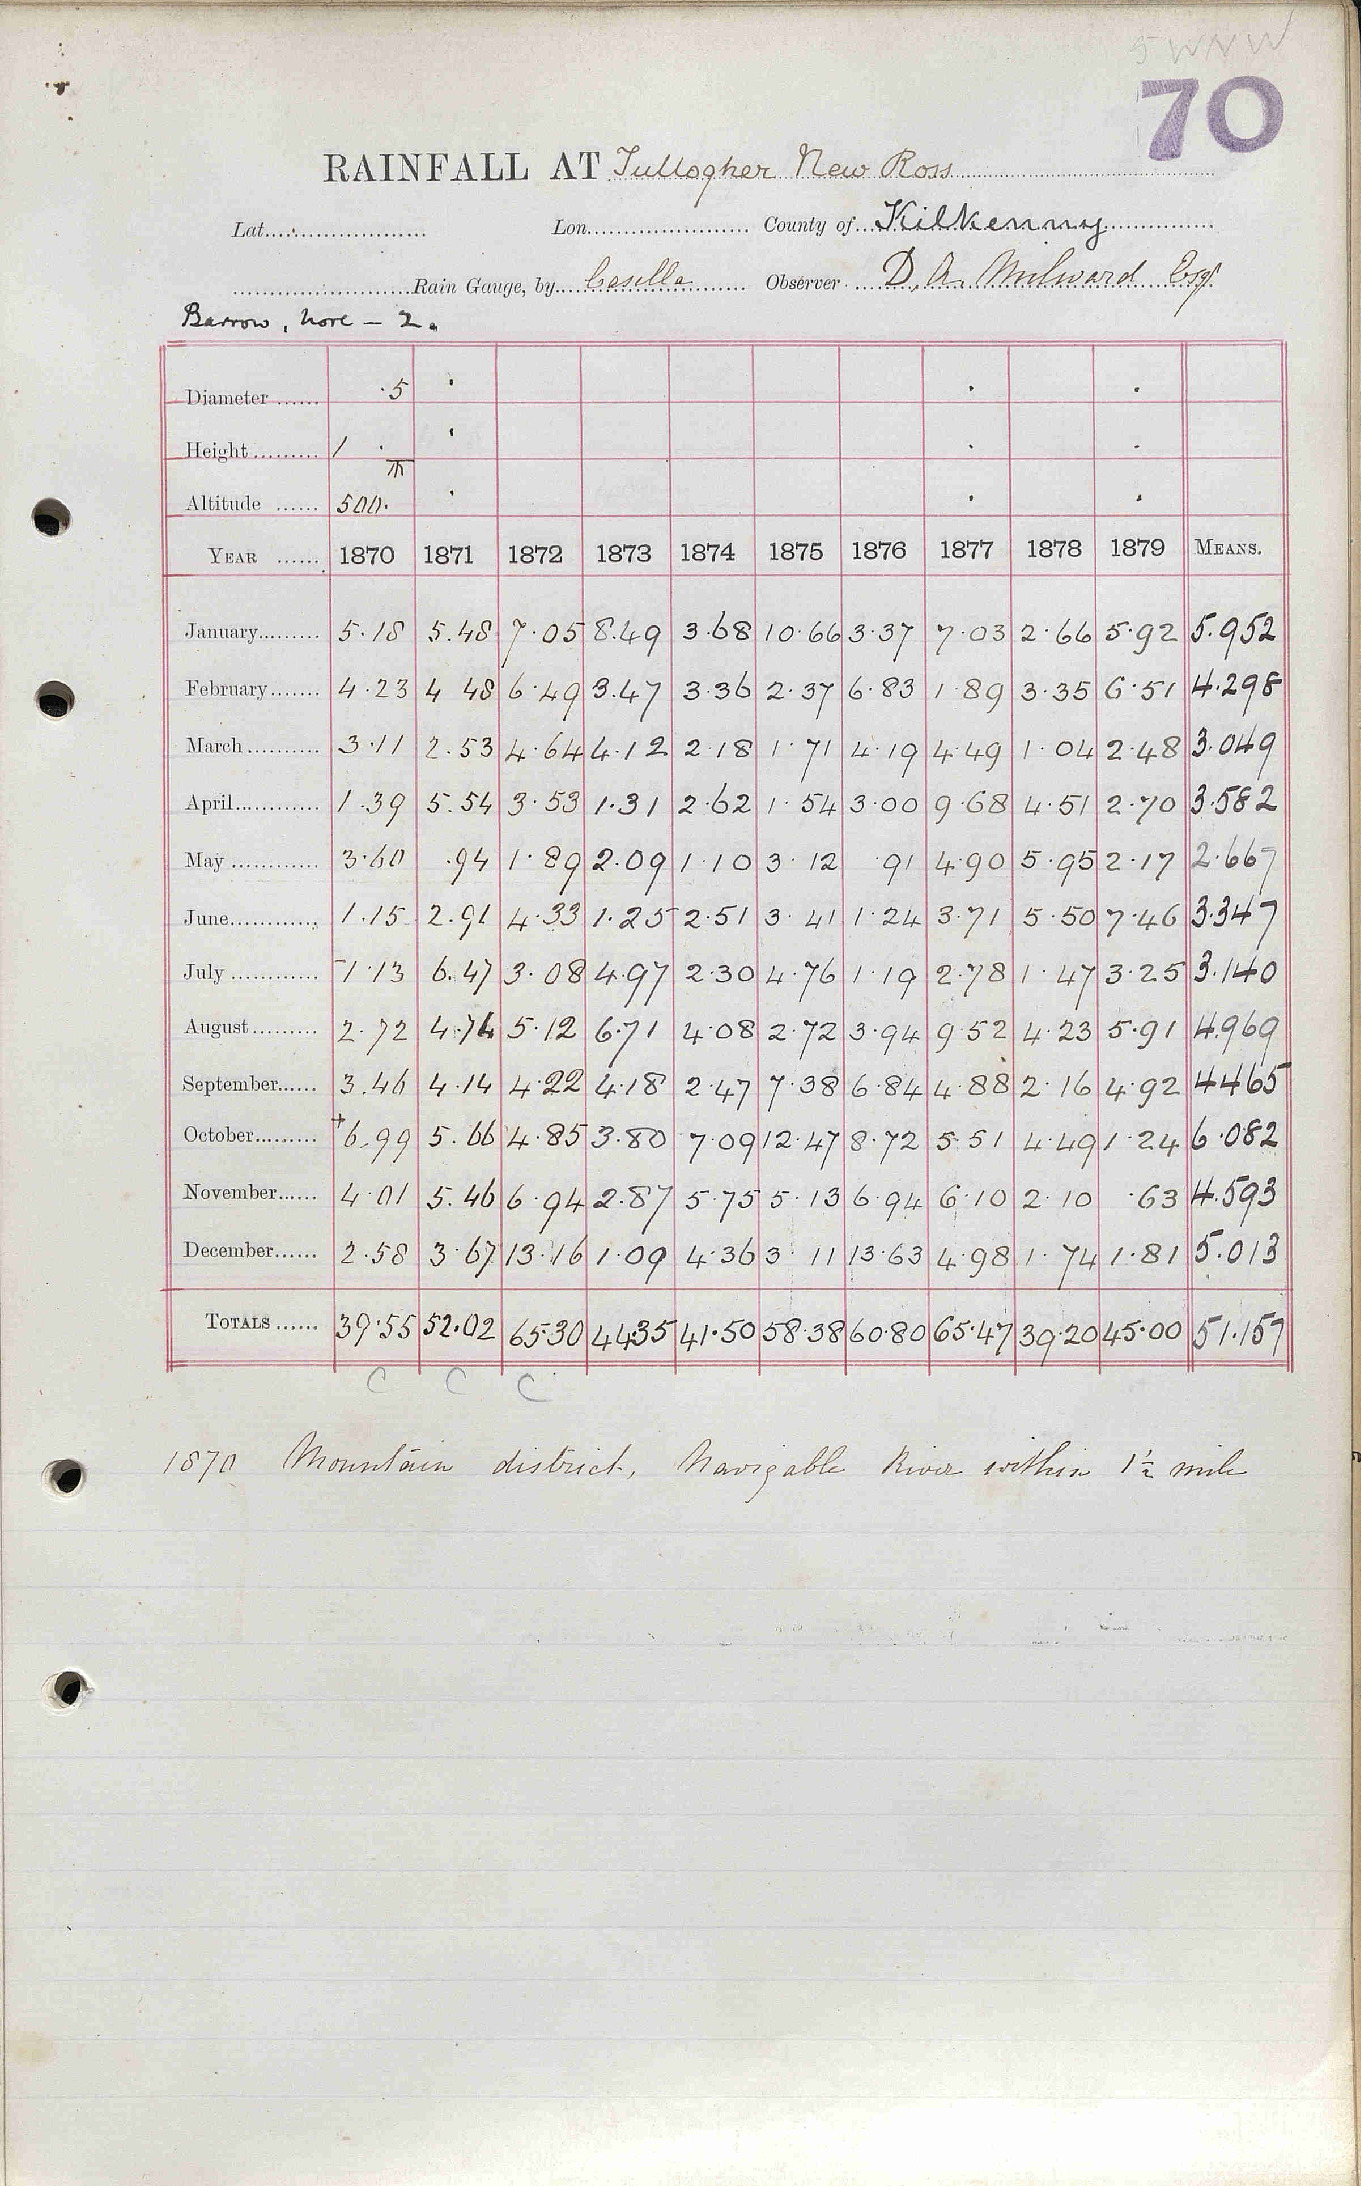 5 WNW
70
RAINFALL AT Tullogher New Ross
Lat. Lon. County of Kilkenny
Rain Gauge, by Casella Observer D. A. Milward Esqr
Barrow, Nore - 2.
Diameter ·5
Height 1
Altitude 500·
YEAR 1870 1871 1872 1873 1874 1875 1876 1877 1878 1879 MEANS.
January 5·18 5.48 7·05 8.49 3·68 10·66 3·37 7·03 2·66 5·92 5.952
February 4·23 4 48 6·49 3.47 3·36 2·37 6·83 1·89 3·35 6·51 4.298
March 3·11 2.53 4·64 4·12 2·18 1·71 4·19 4·49 1·04 2·48 3.049
April 1·39 5.54 3·53 1.31 2·62 1·54 3·00 9·68 4·51 2·70 3.582
May 3·60 ·94 1·89 2.09 1·10 3·12 ·91 4·90 5·95 2·17 2·667
June 1·15 2.91 4·33 1.25 2·51 3·41 1·24 3·71 5·50 7·46 3.347
July 1·13 6.47 3·08 4.97 2·30 4·76 1·19 2·78 1·47 3·25 3.140
August 2·72 4.74 5·12 6·71 4·08 2·72 3·94 9·52 4·23 5·91 4.969
September 3.46 4·14 4·22 4·18 2·47 7·38 6·84 4·88 2·16 4·92 4465
October 6.99 5.66 4·85 3·80 7·09 12·47 8·72 5·51 4·49 1·24 6·082
November 4·01 5.46 6·94 2·87 5·75 5·13 6·94 6·10 2·10 ·63 4.593
December 2·58 3·67 13·16 1·09 4·36 3 11 13·63 4·98 1·74 1·81 5.013
TOTALS 39·55 52.02 65·30 44·35 41·50 58·38 60·80 65·47 39·20 45·00 51.157
C C C
1870 Mountain district, Navigable River within 1½ mile